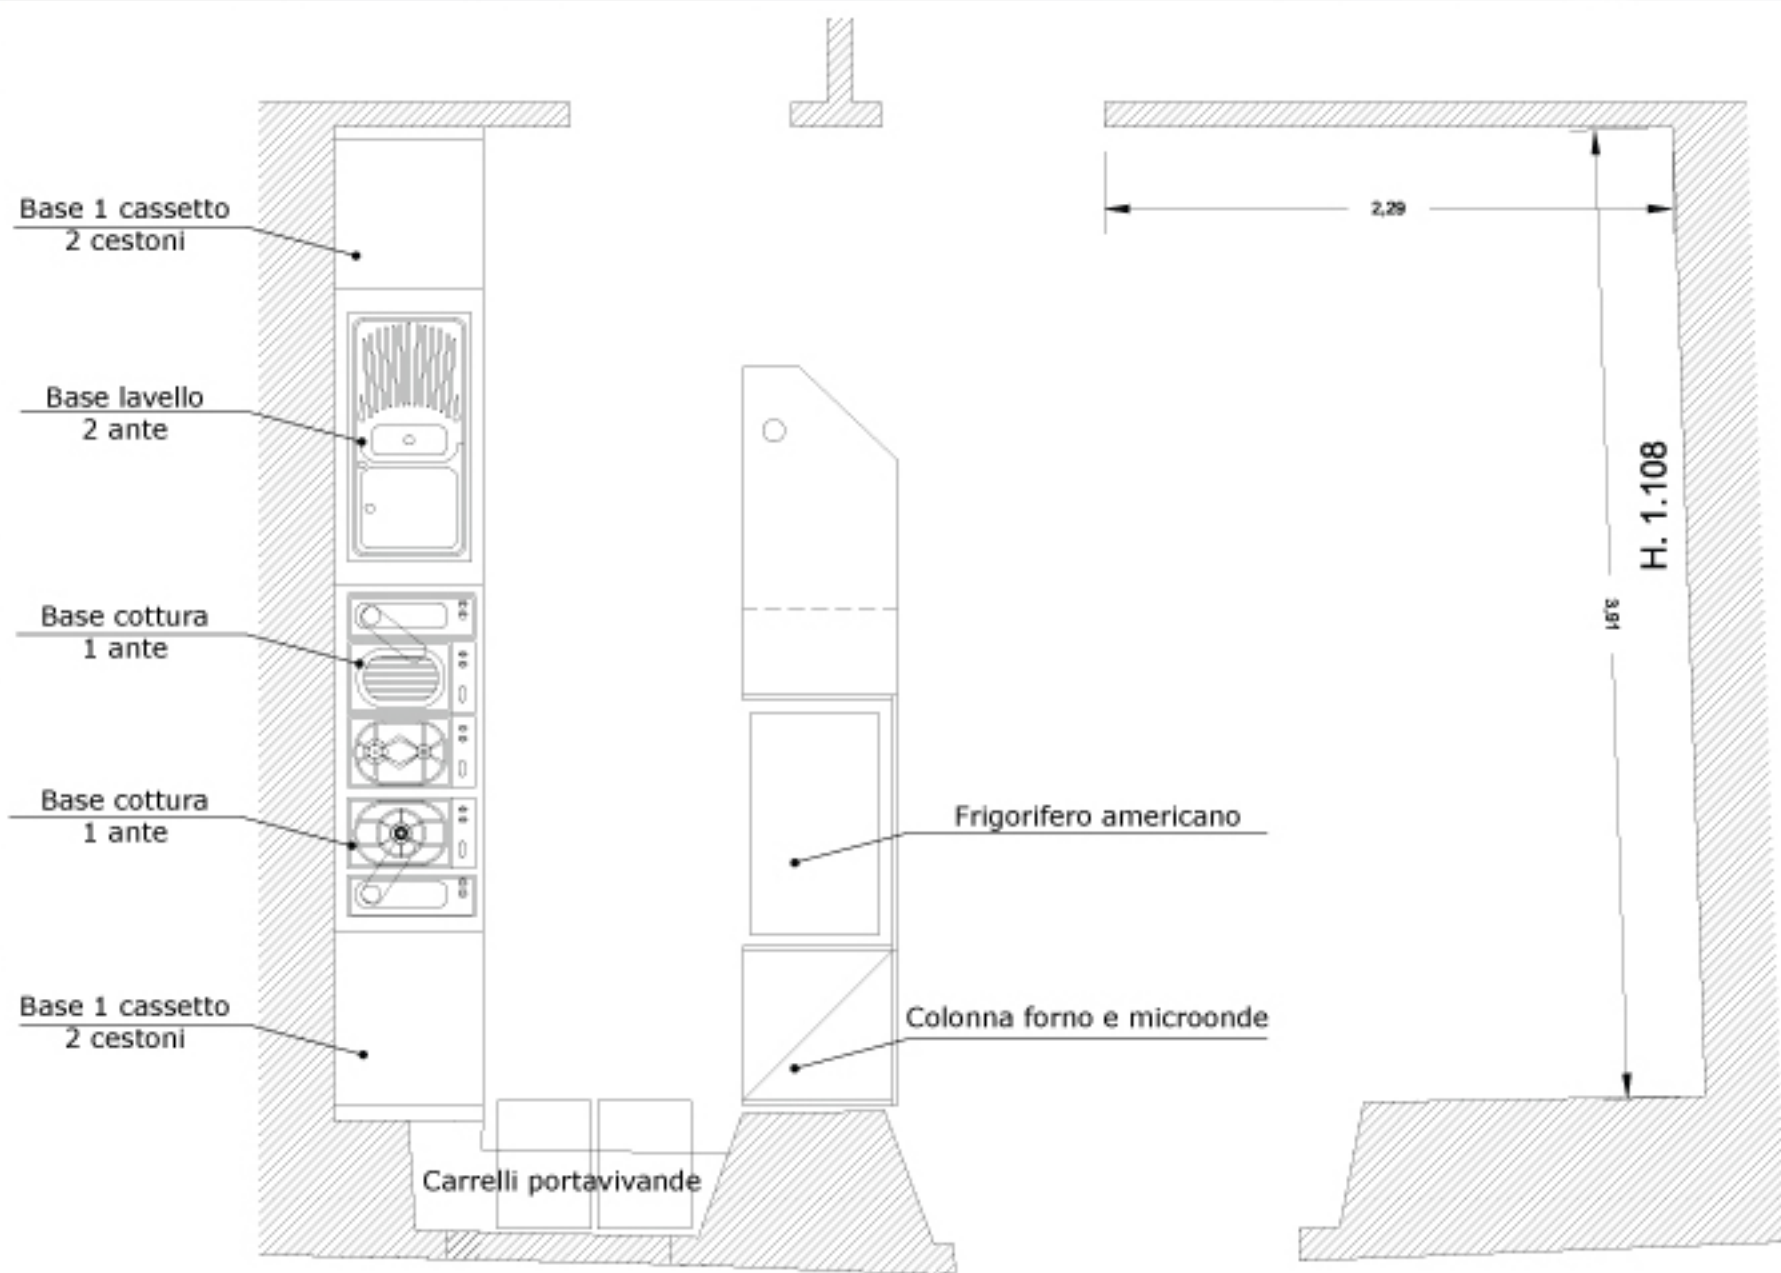 2,29
Base 1 cassetto
2 cestoni
Base lavello
2 ante
H. 1.108
3,91
Base cottura
1 ante
Base cottura
1 ante
Frigorifero americano
Base 1 cassetto
2 cestoni
Colonna forno e microonde
Carrelli portavivande